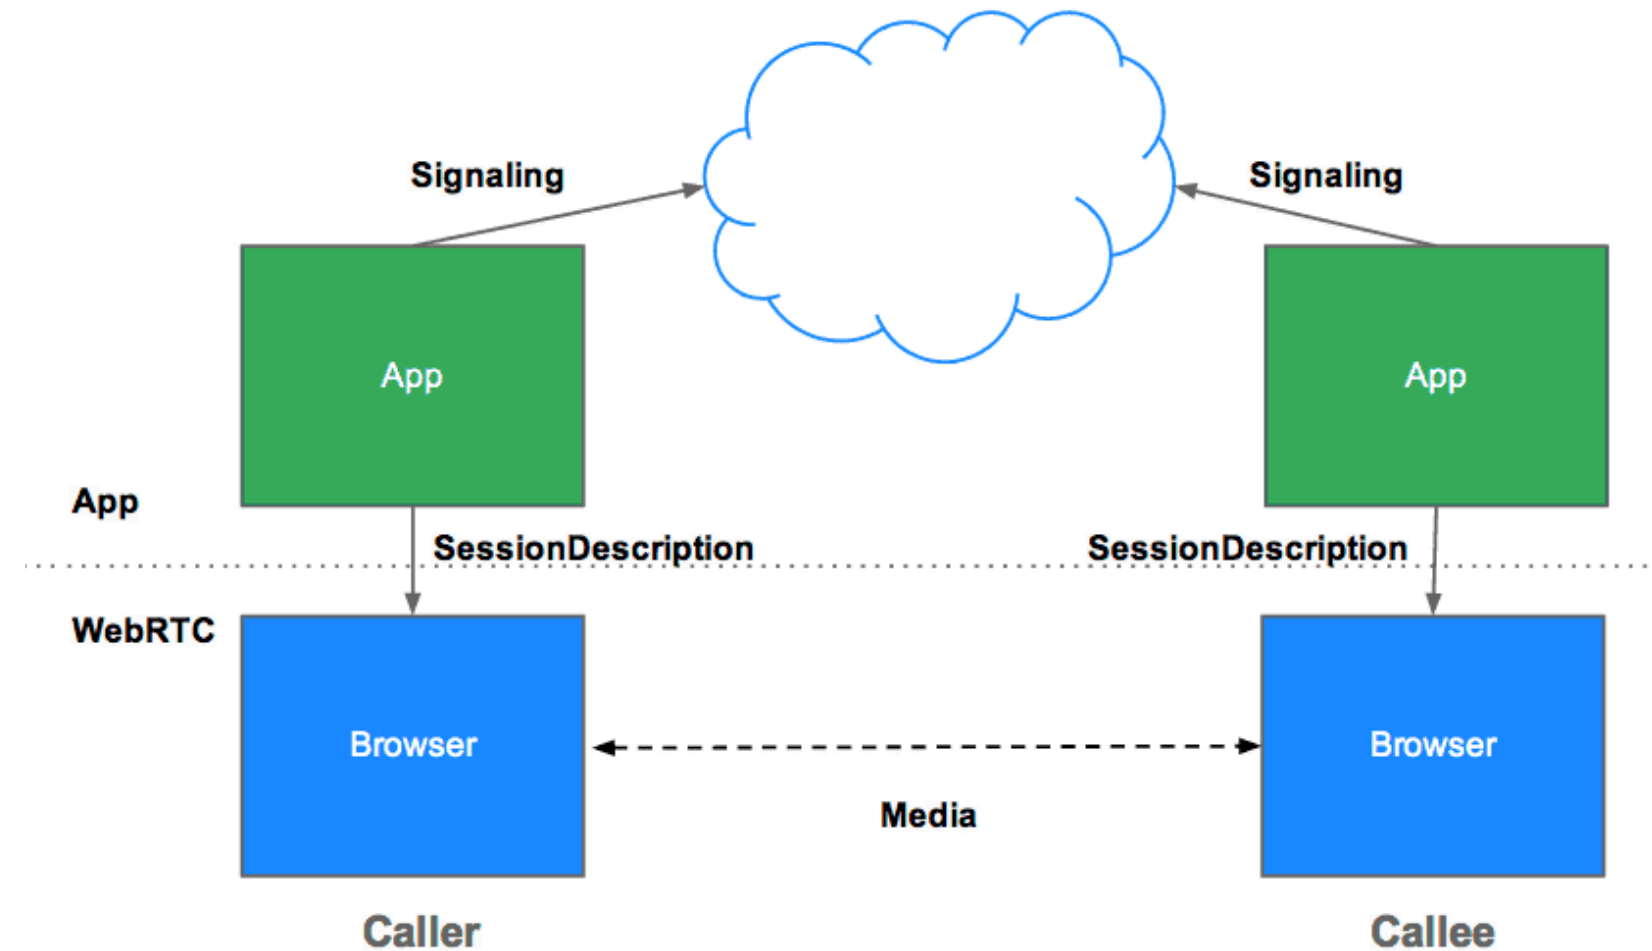 Signaling
Signaling
App
App
App
SessionDescription
SessionDescription
WebRTC
Browser
Browser
Media
Caller
Callee